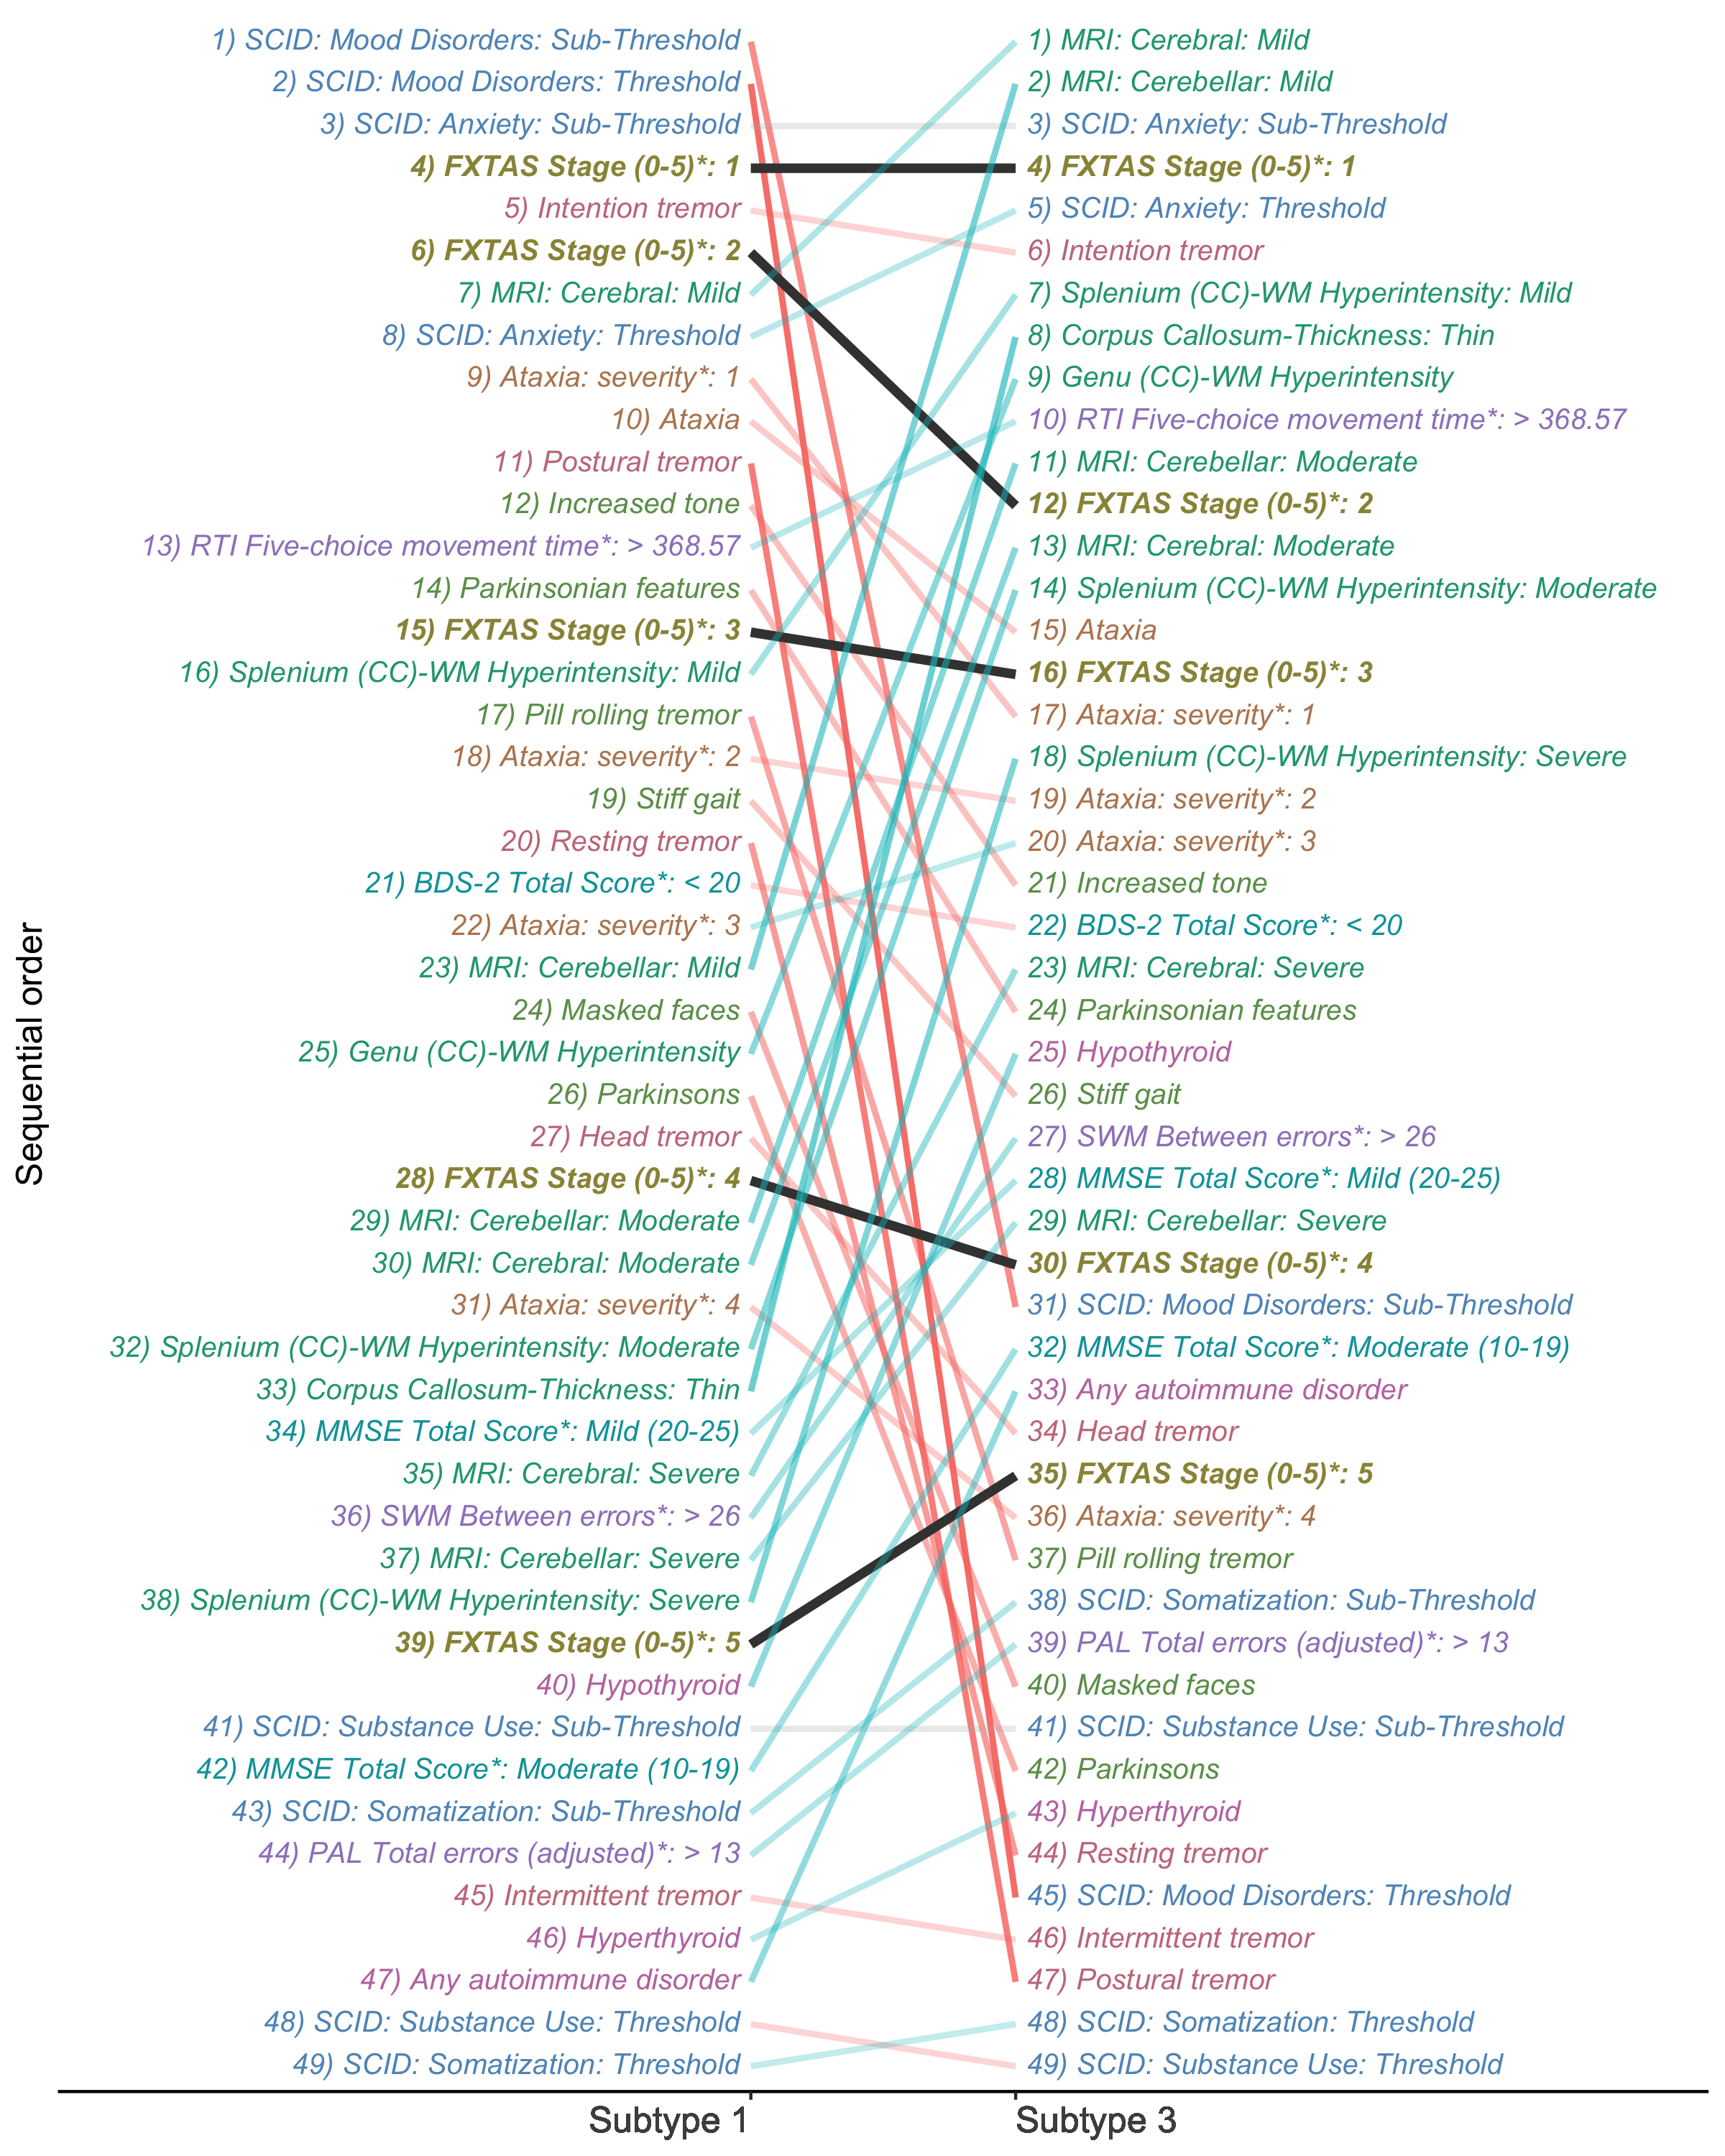 Sequential order
1) SCID: Mood Disorders: Sub-Threshold
2) SCID: Mood Disorders: Threshold
3) SCID: Anxiety: Sub-Threshold
4) FXTAS Stage (0-5)*: 1
5) Intention tremor
6) FXTAS Stage (0-5)*: 2
7) MRI: Cerebral: Mild
8) SCID: Anxiety: Threshold
9) Ataxia: severity*: 1
10) Ataxia
11) Postural tremor
12) Increased tone
13) RTI Five-choice movement time*: > 368.57
14) Parkinsonian features
15) FXTAS Stage (0-5)*: 3
16) Splenium (CC)-WM Hyperintensity: Mild
17) Pill rolling tremor
18) Ataxia: severity*: 2
19) Stiff gait
20) Resting tremor
21) BDS-2 Total Score*: < 20
22) Ataxia: severity*: 3
23) MRI: Cerebellar: Mild
24) Masked faces
25) Genu (CC)-WM Hyperintensity
26) Parkinsons
27) Head tremor
28) FXTAS Stage (0-5)*: 4
29) MRI: Cerebellar: Moderate
30) MRI: Cerebral: Moderate
31) Ataxia: severity*: 4
32) Splenium (CC)-WM Hyperintensity: Moderate
33) Corpus Callosum-Thickness: Thin
34) MMSE Total Score*: Mild (20-25)
35) MRI: Cerebral: Severe
36) SWM Between errors*: > 26
37) MRI: Cerebellar: Severe
38) Splenium (CC)-WM Hyperintensity: Severe
39) FXTAS Stage (0-5)*: 5
40) Hypothyroid
41) SCID: Substance Use: Sub-Threshold
42) MMSE Total Score*: Moderate (10-19)
43) SCID: Somatization: Sub-Threshold
44) PAL Total errors (adjusted)*: > 13
45) Intermittent tremor
46) Hyperthyroid
47) Any autoimmune disorder
48) SCID: Substance Use: Threshold
49) SCID: Somatization: Threshold
1) MRI: Cerebral: Mild
2) MRI: Cerebellar: Mild
3) SCID: Anxiety: Sub-Threshold
4) FXTAS Stage (0-5)*: 1
5) SCID: Anxiety: Threshold
6) Intention tremor
7) Splenium (CC)-WM Hyperintensity: Mild
8) Corpus Callosum-Thickness: Thin
9) Genu (CC)-WM Hyperintensity
10) RTI Five-choice movement time*: > 368.57
11) MRI: Cerebellar: Moderate
12) FXTAS Stage (0-5)*: 2
13) MRI: Cerebral: Moderate
14) Splenium (CC)-WM Hyperintensity: Moderate
15) Ataxia
16) FXTAS Stage (0-5)*: 3
17) Ataxia: severity*: 1
18) Splenium (CC)-WM Hyperintensity: Severe
19) Ataxia: severity*: 2
20) Ataxia: severity*: 3
21) Increased tone
22) BDS-2 Total Score*: < 20
23) MRI: Cerebral: Severe
24) Parkinsonian features
25) Hypothyroid
26) Stiff gait
27) SWM Between errors*: > 26
28) MMSE Total Score*: Mild (20-25)
29) MRI: Cerebellar: Severe
30) FXTAS Stage (0-5)*: 4
31) SCID: Mood Disorders: Sub-Threshold
32) MMSE Total Score*: Moderate (10-19)
33) Any autoimmune disorder
34) Head tremor
35) FXTAS Stage (0-5)*: 5
36) Ataxia: severity*: 4
37) Pill rolling tremor
38) SCID: Somatization: Sub-Threshold
39) PAL Total errors (adjusted)*: > 13
40) Masked faces
41) SCID: Substance Use: Sub-Threshold
42) Parkinsons
43) Hyperthyroid
44) Resting tremor
45) SCID: Mood Disorders: Threshold
46) Intermittent tremor
47) Postural tremor
48) SCID: Somatization: Threshold
49) SCID: Substance Use: Threshold
Subtype 1
Subtype 3